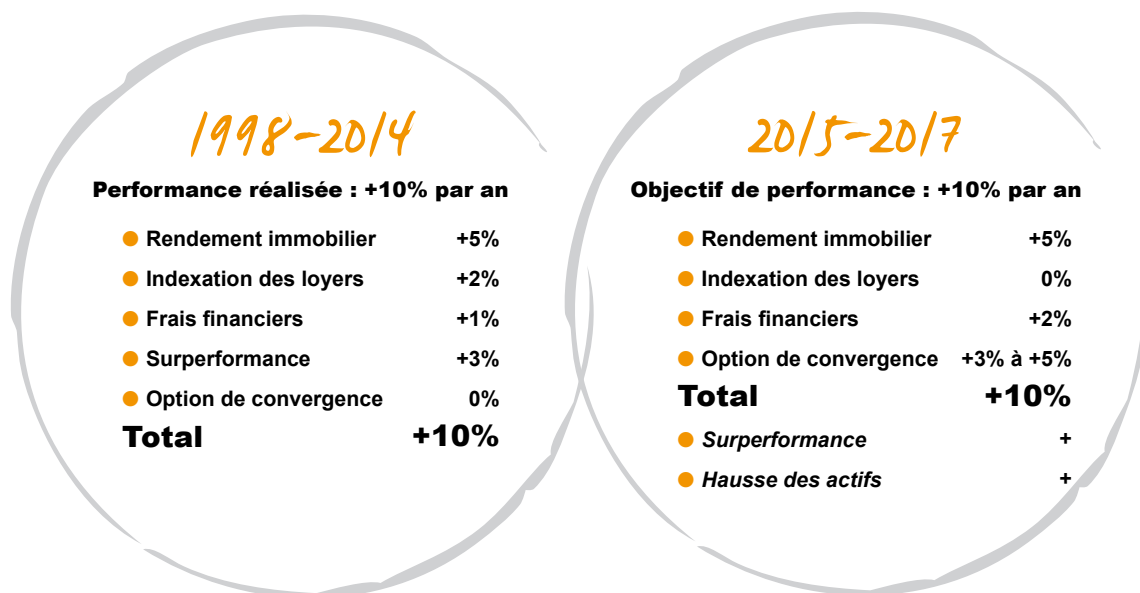 1998-2014
Performance réalisée : +10% par an
Rendement immobilier +5%
Indexation des loyers +2%
Frais financiers +1%
Surperformance +3%
Option de convergence 0%
Total +10%
2015-2017
Objectif de performance : +10% par an
Rendement immobilier +5%
Indexation des loyers 0%
Frais financiers +2%
Option de convergence +3% à +5%
Total +10%
Surperformance +
Hausse des actifs +